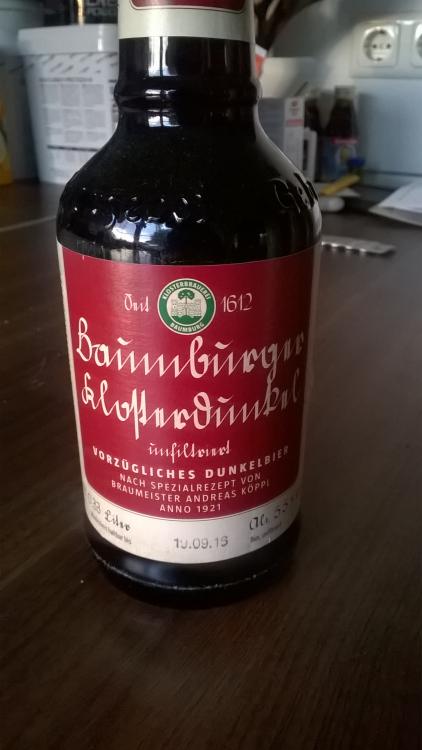 Seit 1612
KLOSTERBRAUEREI
BAUMBURG
Baumburger
Klosterdunkel
unfiltriert
VORZÜGLICHES DUNKELBIER
NACH SPEZIALREZEPT VON
BRAUMEISTER ANDREAS KÖPPL
ANNO 1921
Liter
Alc
19.09.16